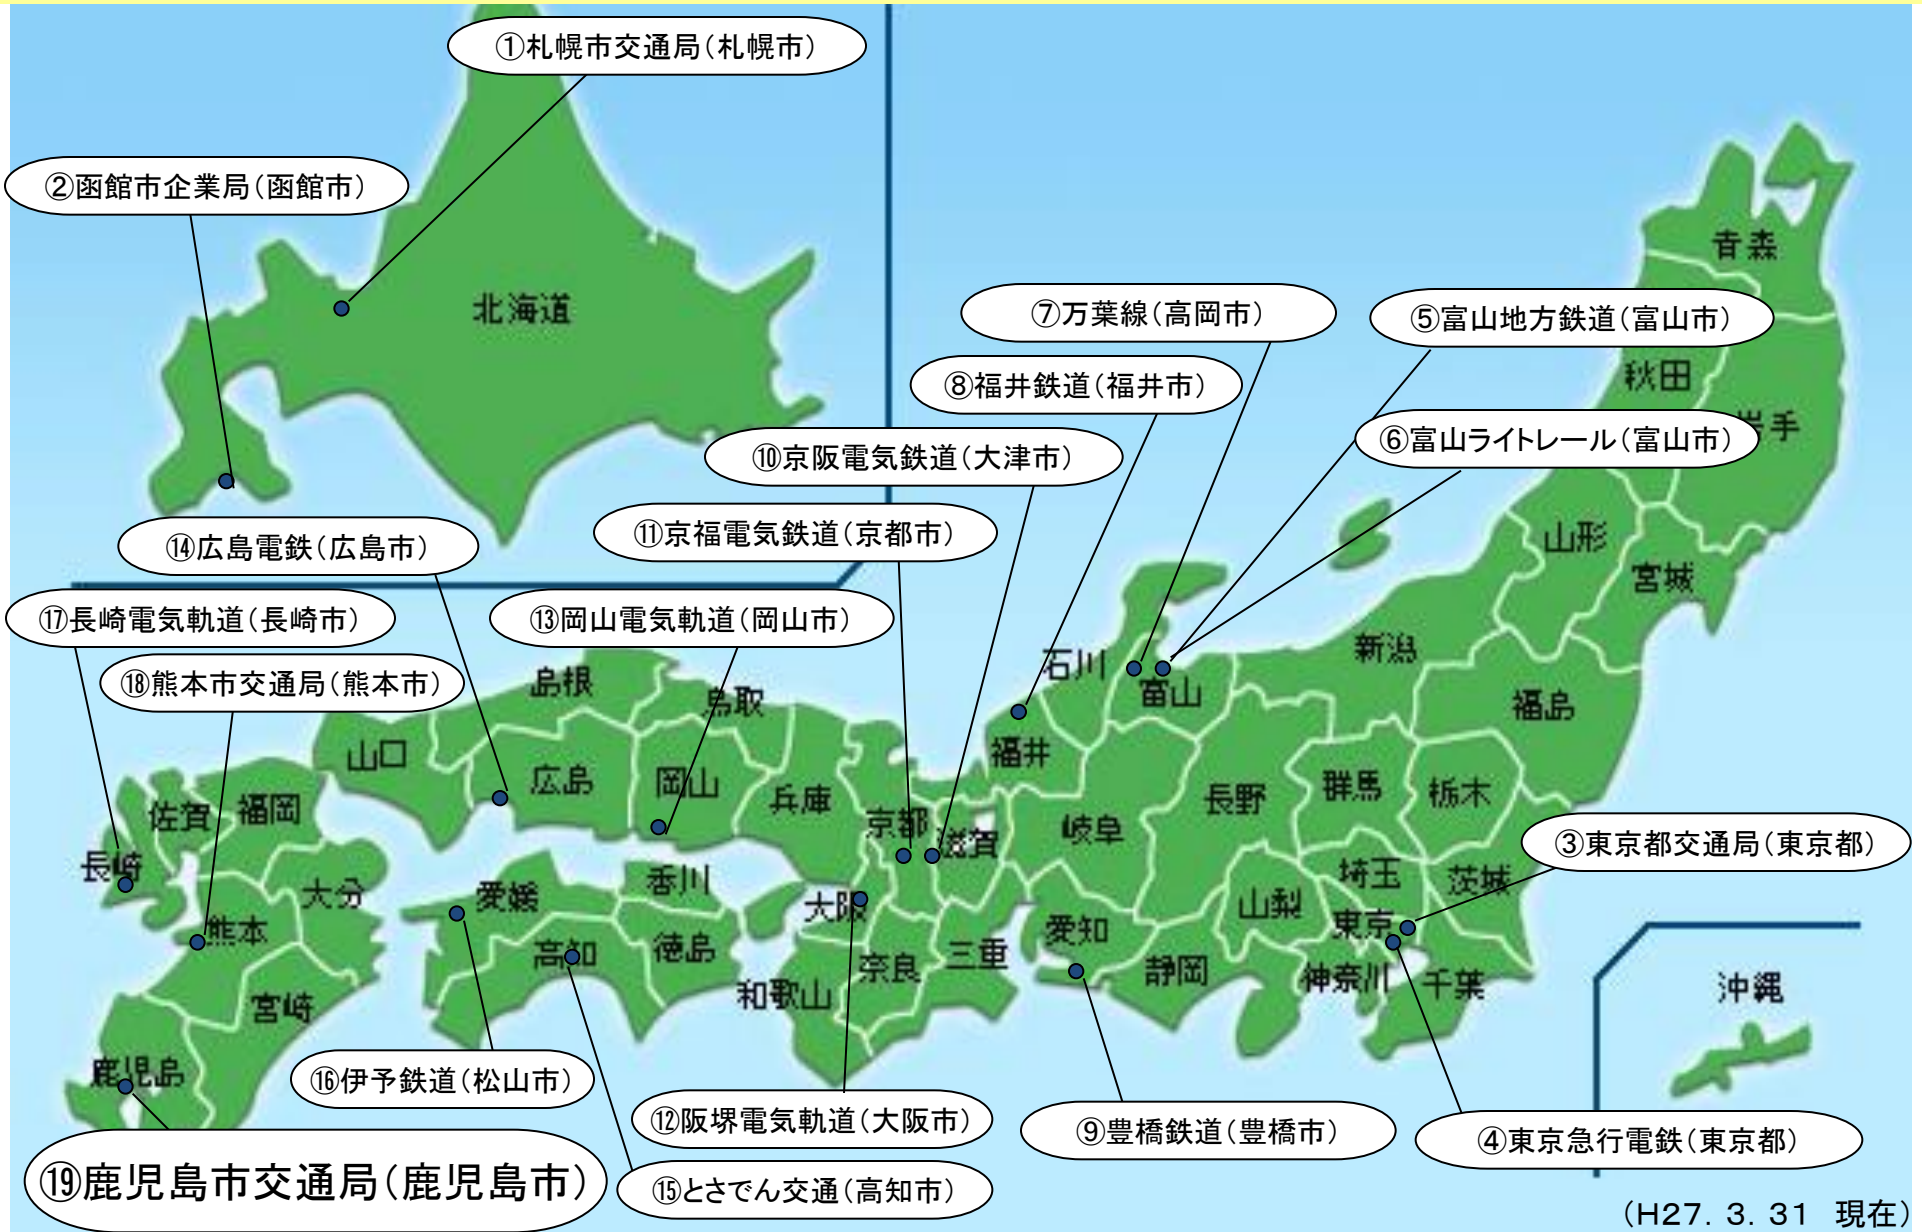 ①札幌市交通局(札幌市)
②函館市企業局(函館市)
北海道
青森
⑦万葉線(高岡市)
⑤富山地方鉄道(富山市)
秋田
⑧福井鉄道(福井市)
⑥富山ライトレール(富山市)
岩手
⑩京阪電気鉄道(大津市)
⑪京福電気鉄道(京都市)
⑭広島電鉄(広島市)
山形
宮城
⑰長崎電気軌道(長崎市)
⑬岡山電気軌道(岡山市)
⑱熊本市交通局(熊本市)
島根
鳥取
石川
富山
新潟
福島
山口
広島
岡山
兵庫
福井
長野
群馬
栃木
佐賀
福岡
京都
滋賀
岐阜
③東京都交通局(東京都)
長崎
大分
愛媛
香川
大阪
山梨
埼玉
茨城
熊本
高知
徳島
奈良
三重
愛知
静岡
東京
神奈川
千葉
宮崎
和歌山
沖縄
鹿児島
⑯伊予鉄道(松山市)
⑫阪堺電気軌道(大阪市)
⑨豊橋鉄道(豊橋市)
④東京急行電鉄(東京都)
⑲鹿児島市交通局(鹿児島市)
⑮とさでん交通(高知市)
(H27.3.31 現在)